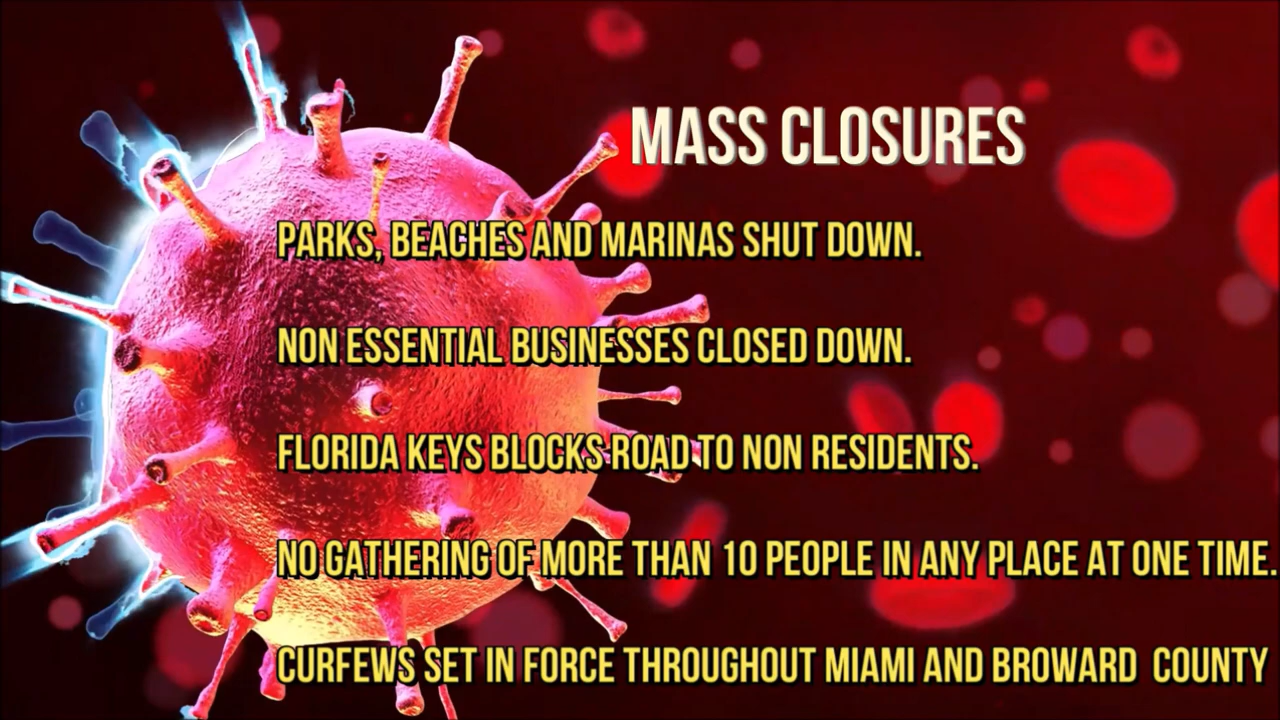 MASS CLOSURES
PARKS, BEACHES AND MARINAS SHUT DOWN.
NON ESSENTIAL BUSINESSES CLOSED DOWN.
FLORIDA KEYS BLOCKS ROAD TO NON RESIDENTS.
NO GATHERING OF MORE THAN 10 PEOPLE IN ANY PLACE AT ONE TIME.
CURFEWS SET IN FORCE THROUGHOUT MIAMI AND BROWARD COUNTY